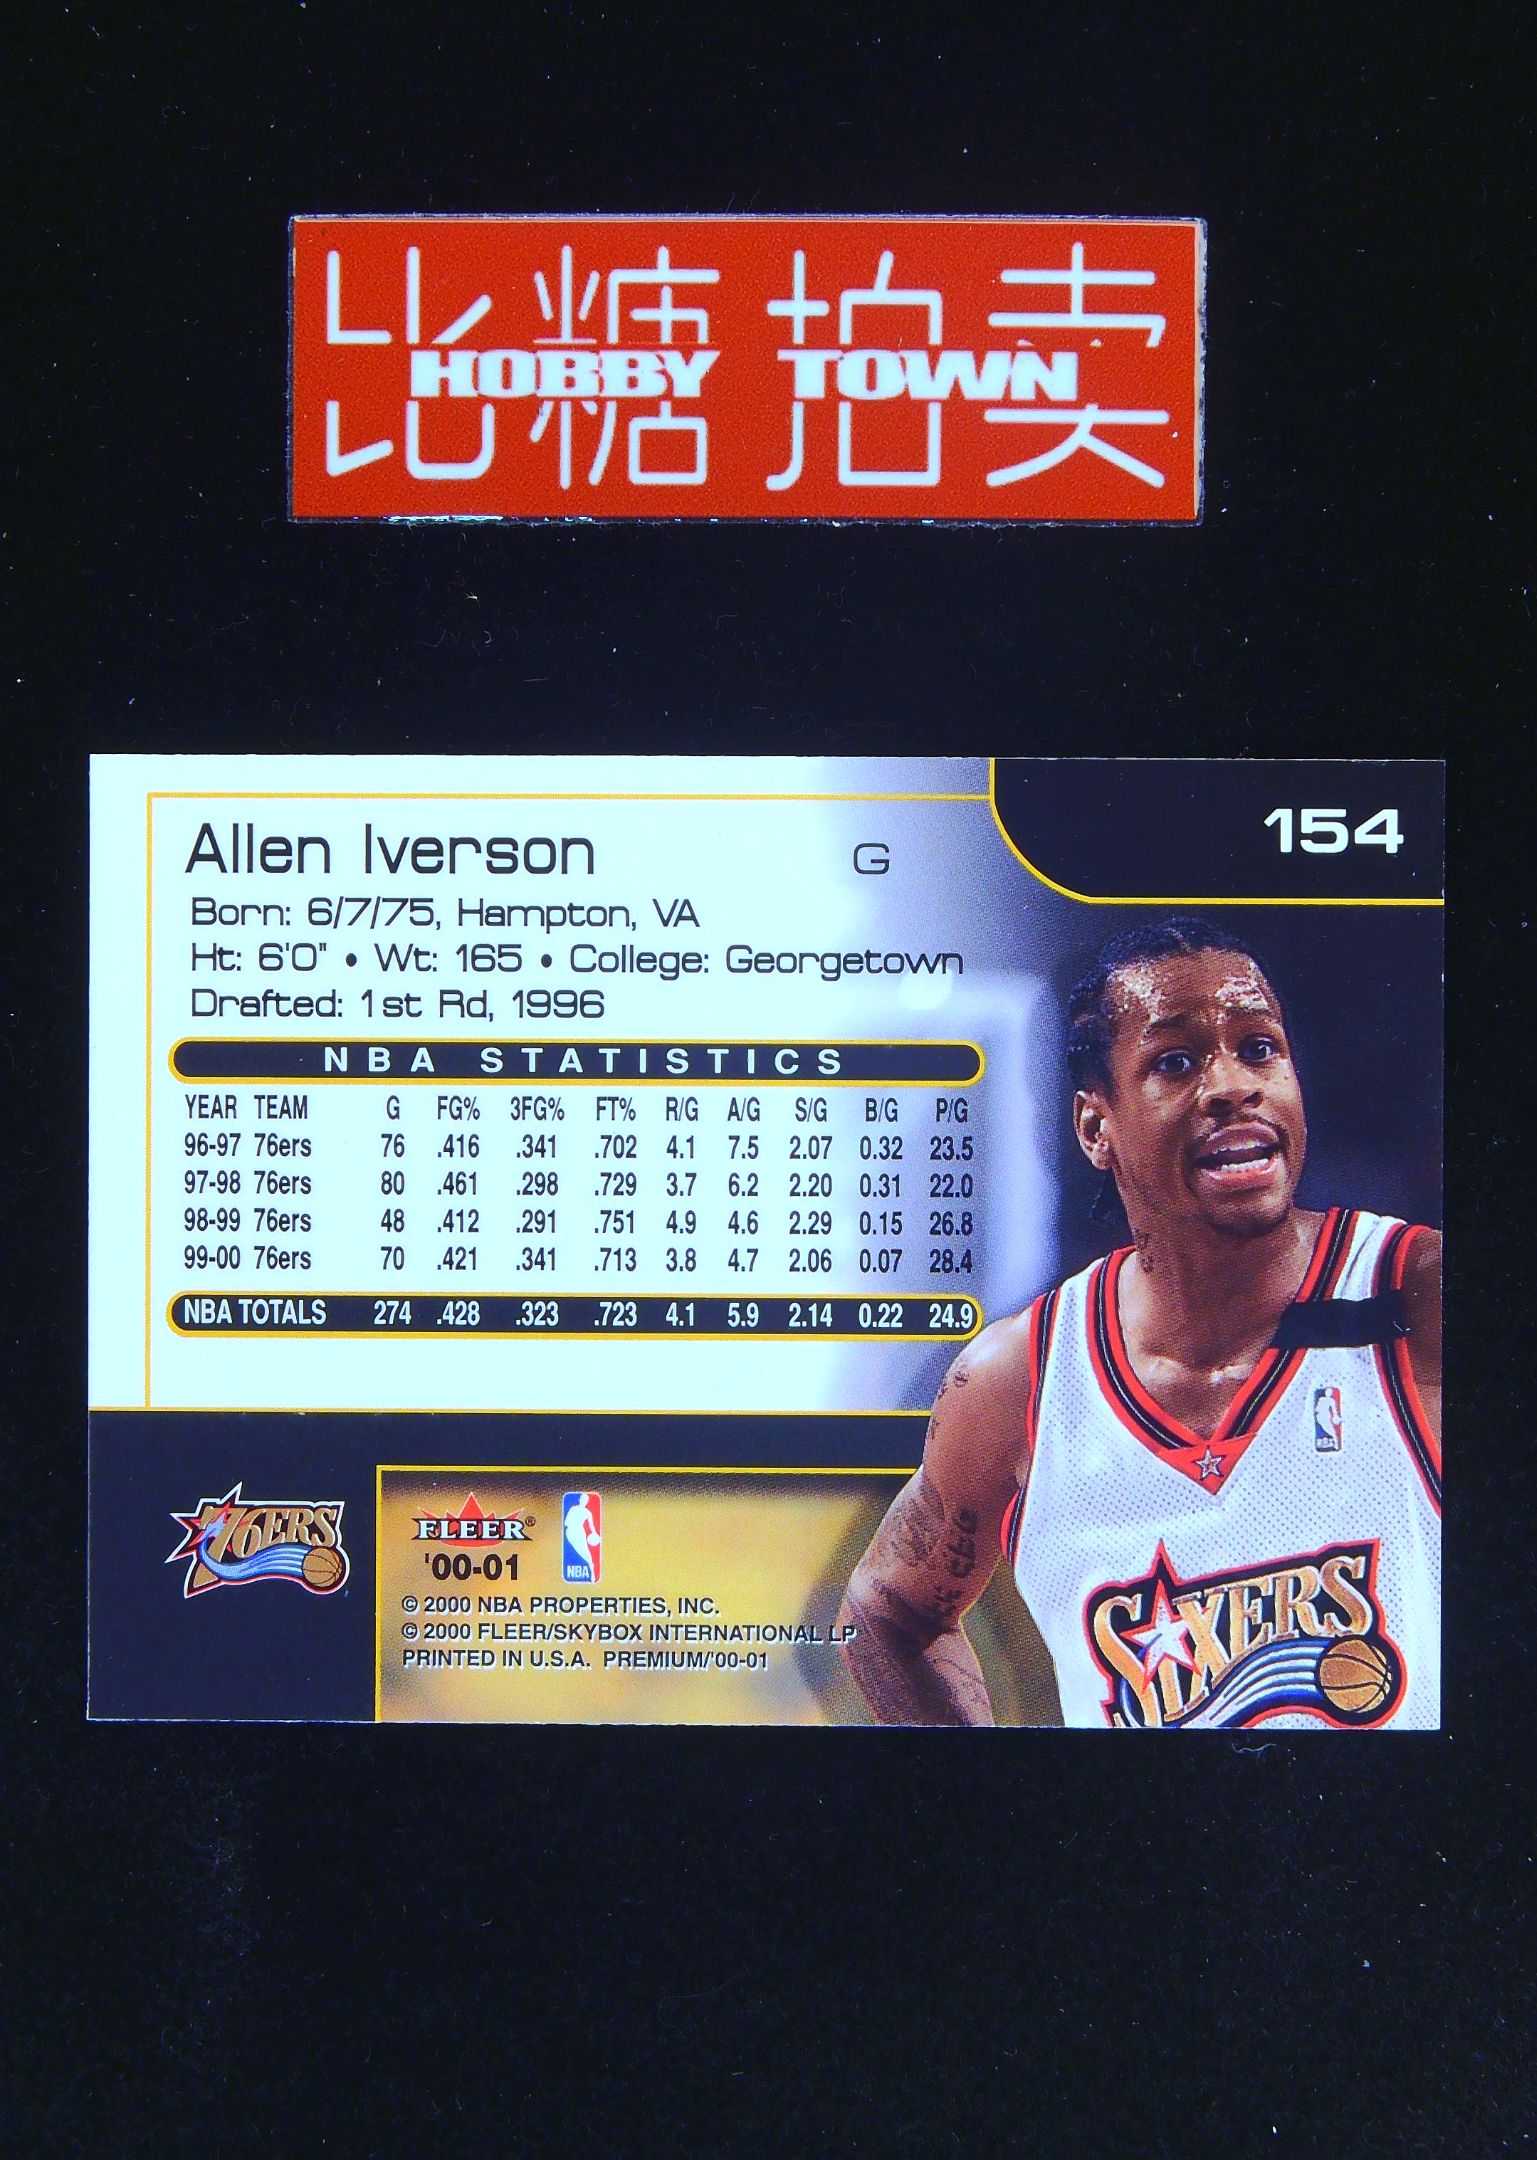 比糖 拍卖
HOBBY TOWN
154
Allen Iverson G
Born: 6/7/75, Hampton, VA
Ht: 6'0" • Wt: 165 • College: Georgetown
Drafted: 1st Rd, 1996
NBA STATISTICS
YEAR TEAM G FG% 3FG% FT% R/G A/G S/G B/G P/G
96-97 76ers 76 .416 .341 .702 4.1 7.5 2.07 0.32 23.5
97-98 76ers 80 .461 .298 .729 3.7 6.2 2.20 0.31 22.0
98-99 76ers 48 .412 .291 .751 4.9 4.6 2.29 0.15 26.8
99-00 76ers 70 .421 .341 .713 3.8 4.7 2.06 0.07 28.4
NBA TOTALS 274 .428 .323 .723 4.1 5.9 2.14 0.22 24.9
NBA
76ERS
FLEER®
'00-01
NBA
© 2000 NBA PROPERTIES, INC.
© 2000 FLEER/SKYBOX INTERNATIONAL LP
PRINTED IN U.S.A. PREMIUM/'00-01
SIXERS